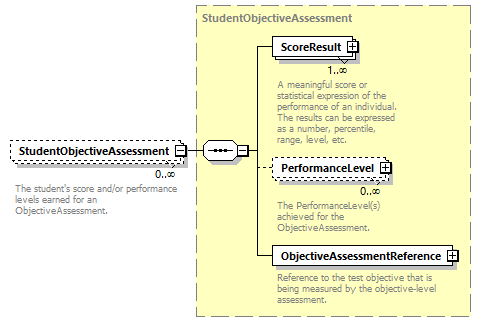 StudentObjectiveAssessment
ScoreResult
1..∞
A meaningful score or
statistical expression of the
performance of an individual.
The results can be expressed
as a number, percentile,
range, level, etc.
StudentObjectiveAssessment
0..∞
The student's score and/or performance
levels earned for an
ObjectiveAssessment.
PerformanceLevel
0..∞
The PerformanceLevel(s)
achieved for the
ObjectiveAssessment.
ObjectiveAssessmentReference
Reference to the test objective that is
being measured by the objective-level
assessment.